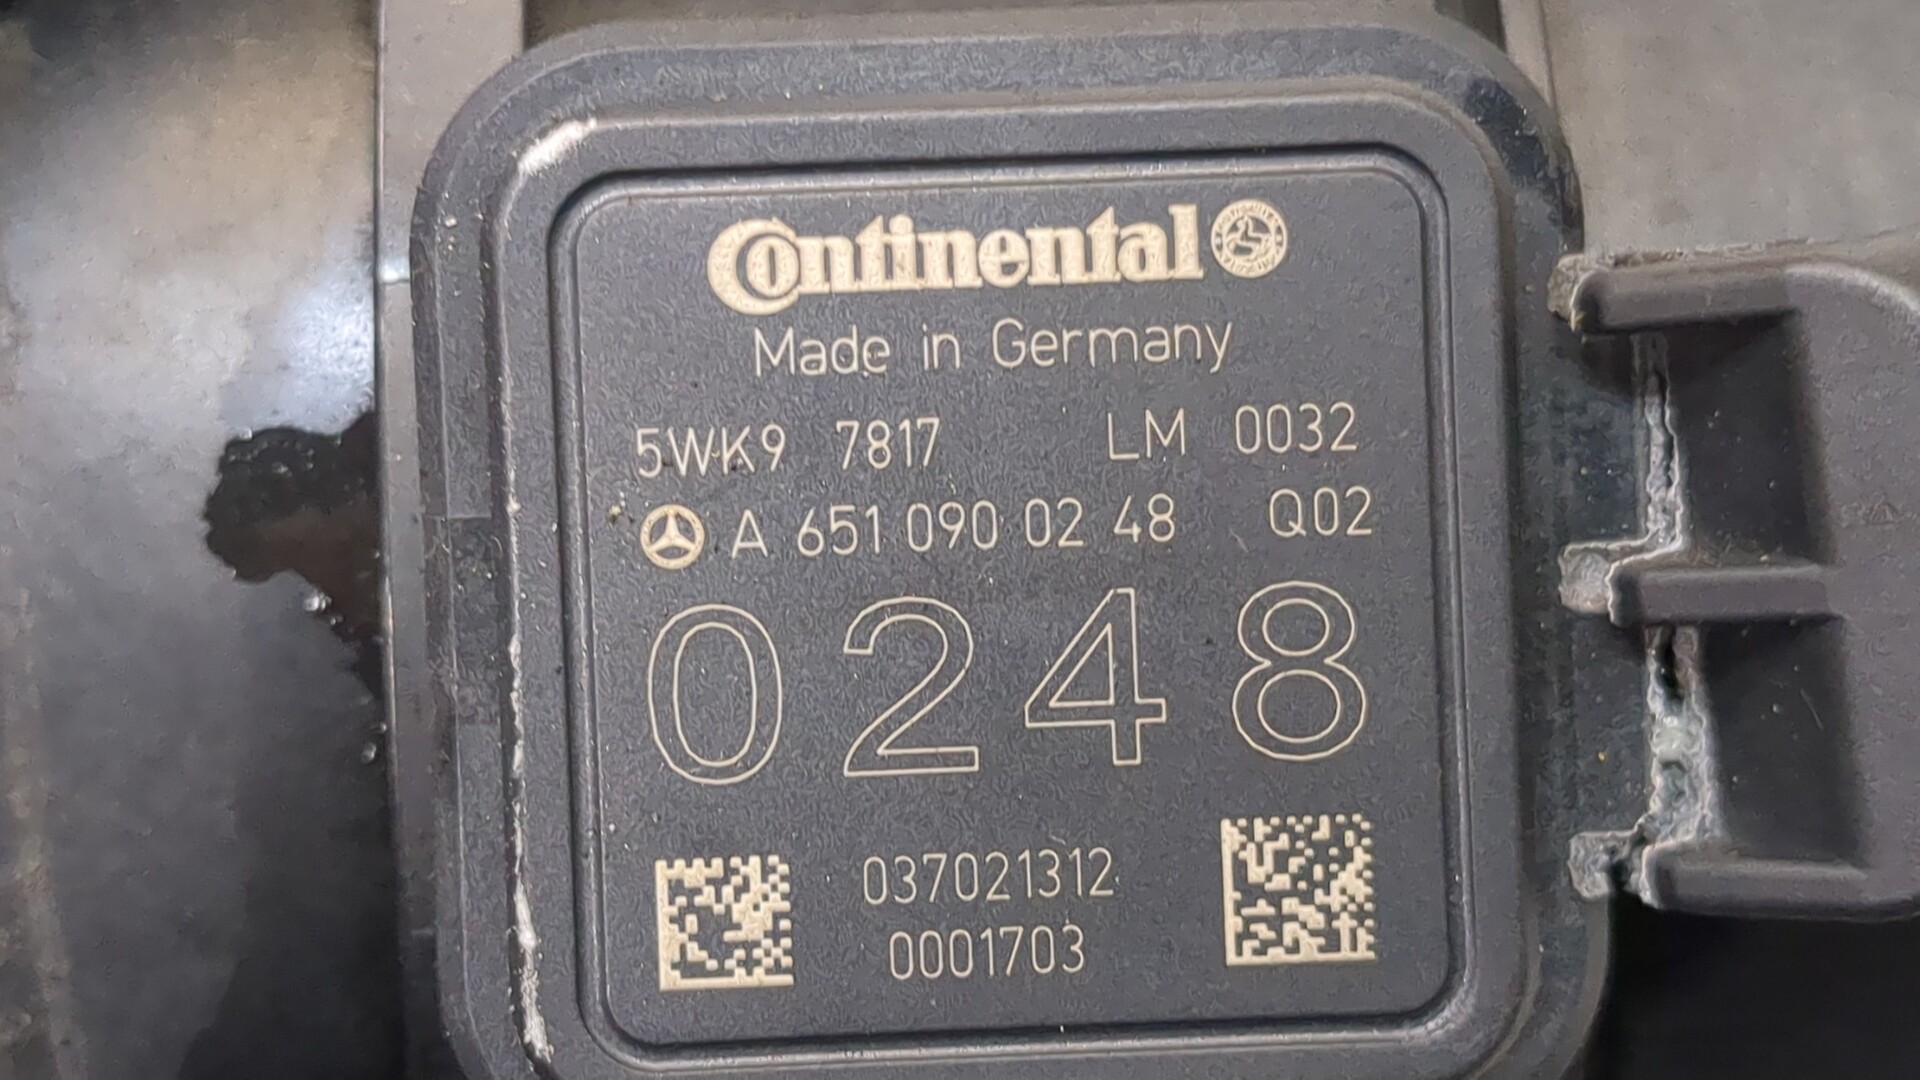 Continental
Made in Germany
5WK9 7817 LM 0032
A 651 090 02 48 Q02
0248
037021312
0001703